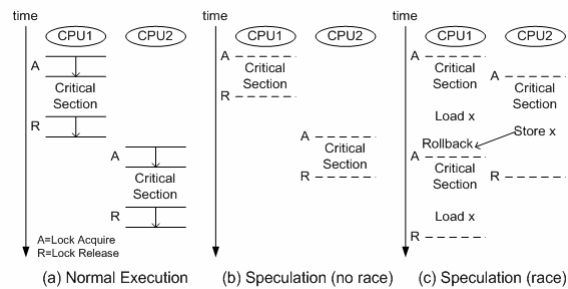 time
CPU1
CPU2
A
Critical
Section
R
A
Critical
Section
R
A=Lock Acquire
R=Lock Release
(a) Normal Execution
time
CPU1
CPU2
A
Critical
Section
R
A
Critical
Section
R
(b) Speculation (no race)
time
CPU1
CPU2
A
Critical
Section
A
Critical
Section
Load x
Store x
Rollback
A
Critical
Section
R
Load x
R
(c) Speculation (race)